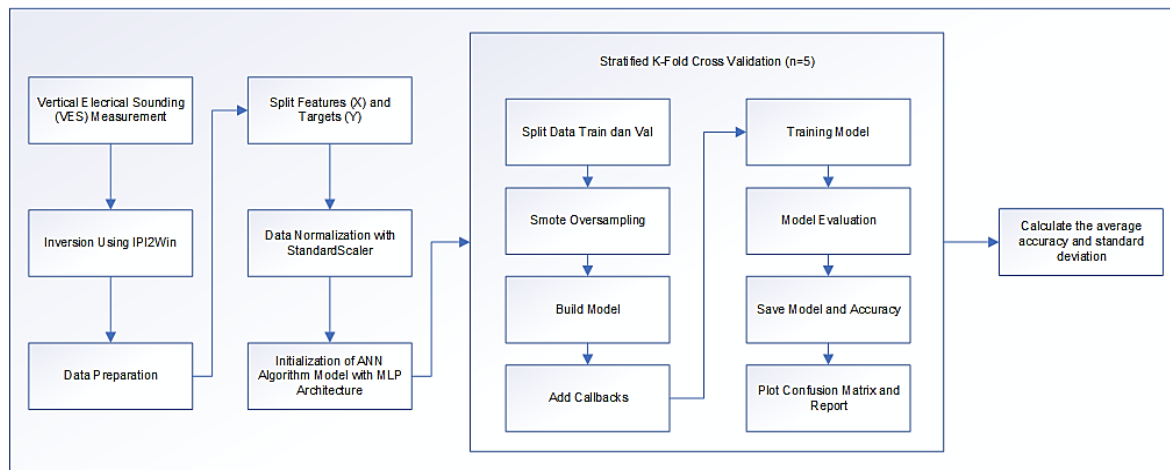 Vertical Elecrical Sounding
(VES) Measurement
Inversion Using IPI2Win
Data Preparation
Split Features (X) and
Targets (Y)
Data Normalization with
StandardScaler
Initialization of ANN
Algorithm Model with MLP
Architecture
Stratified K-Fold Cross Validation (n=5)
Split Data Train dan Val
Smote Oversampling
Build Model
Add Callbacks
Training Model
Model Evaluation
Save Model and Accuracy
Plot Confusion Matrix and
Report
Calculate the average
accuracy and standard
deviation